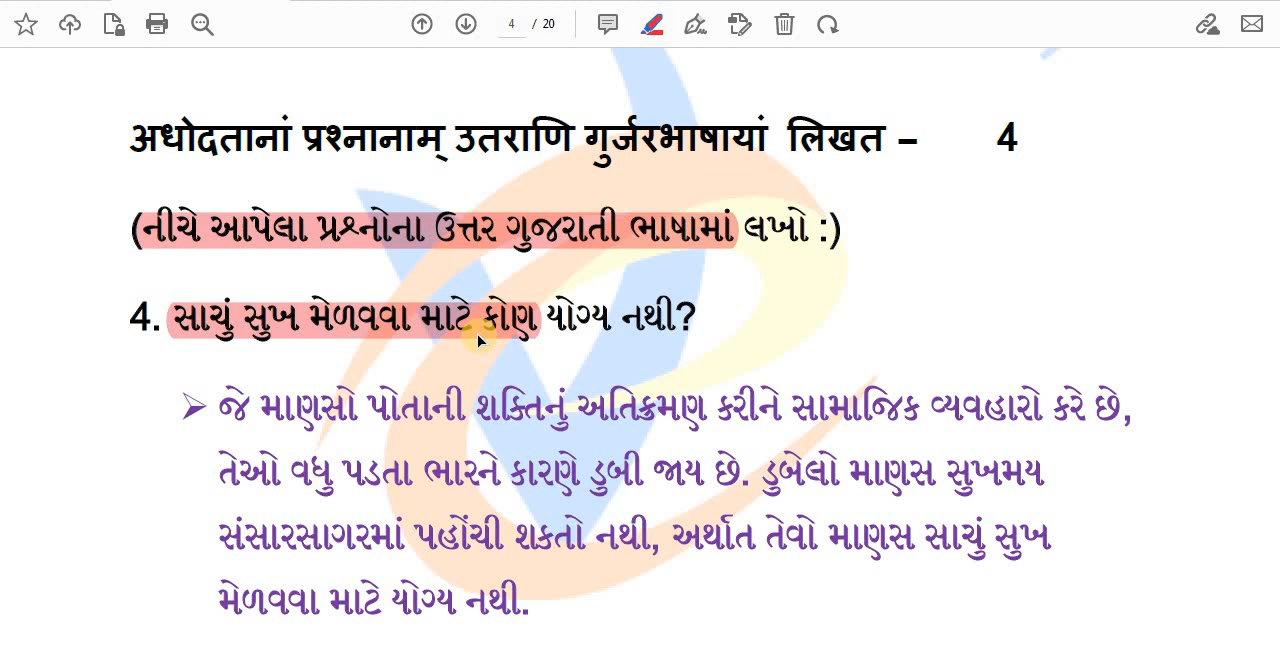 4 / 20
अधोदतानां प्रश्नानाम् उतराणि गुर्जरभाषायां लिखत – 4
(નીચે આપેલા પ્રશ્નોના ઉત્તર ગુજરાતી ભાષામાં લખો :)
4. સાચું સુખ મેળવવા માટે કોણ યોગ્ય નથી?
➢ જે માણસો પોતાની શક્તિનું અતિક્રમણ કરીને સામાજિક વ્યવહારો કરે છે,
તેઓ વધુ પડતા ભારને કારણે ડુબી જાય છે. ડુબેલો માણસ સુખમય
સંસારસાગરમાં પહોંચી શકતો નથી, અર્થાત તેવો માણસ સાચું સુખ
મેળવવા માટે યોગ્ય નથી.